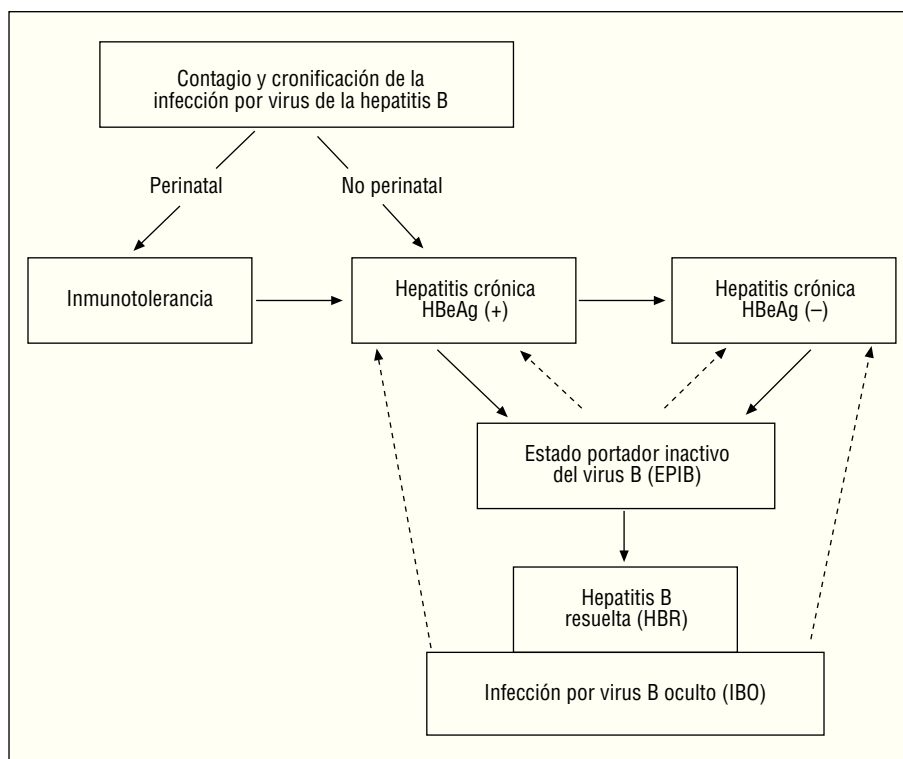 Contagio y cronificación de la
infección por virus de la hepatitis B
Perinatal
No perinatal
Inmunotolerancia
Hepatitis crónica
HBeAg (+)
Hepatitis crónica
HBeAg (–)
Estado portador inactivo
del virus B (EPIB)
Hepatitis B
resuelta (HBR)
Infección por virus B oculto (IBO)